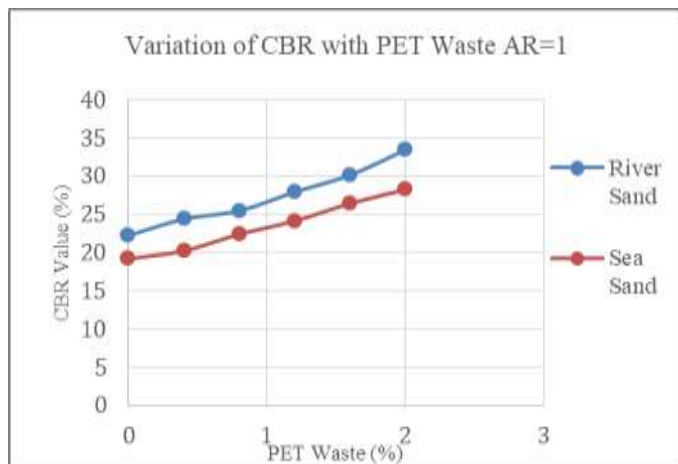 Variation of CBR with PET Waste AR=1
40
35
30
25
20
15
10
5
0
CBR Value (%)
0 1 2 3
PET Waste (%)
River
Sand
Sea
Sand